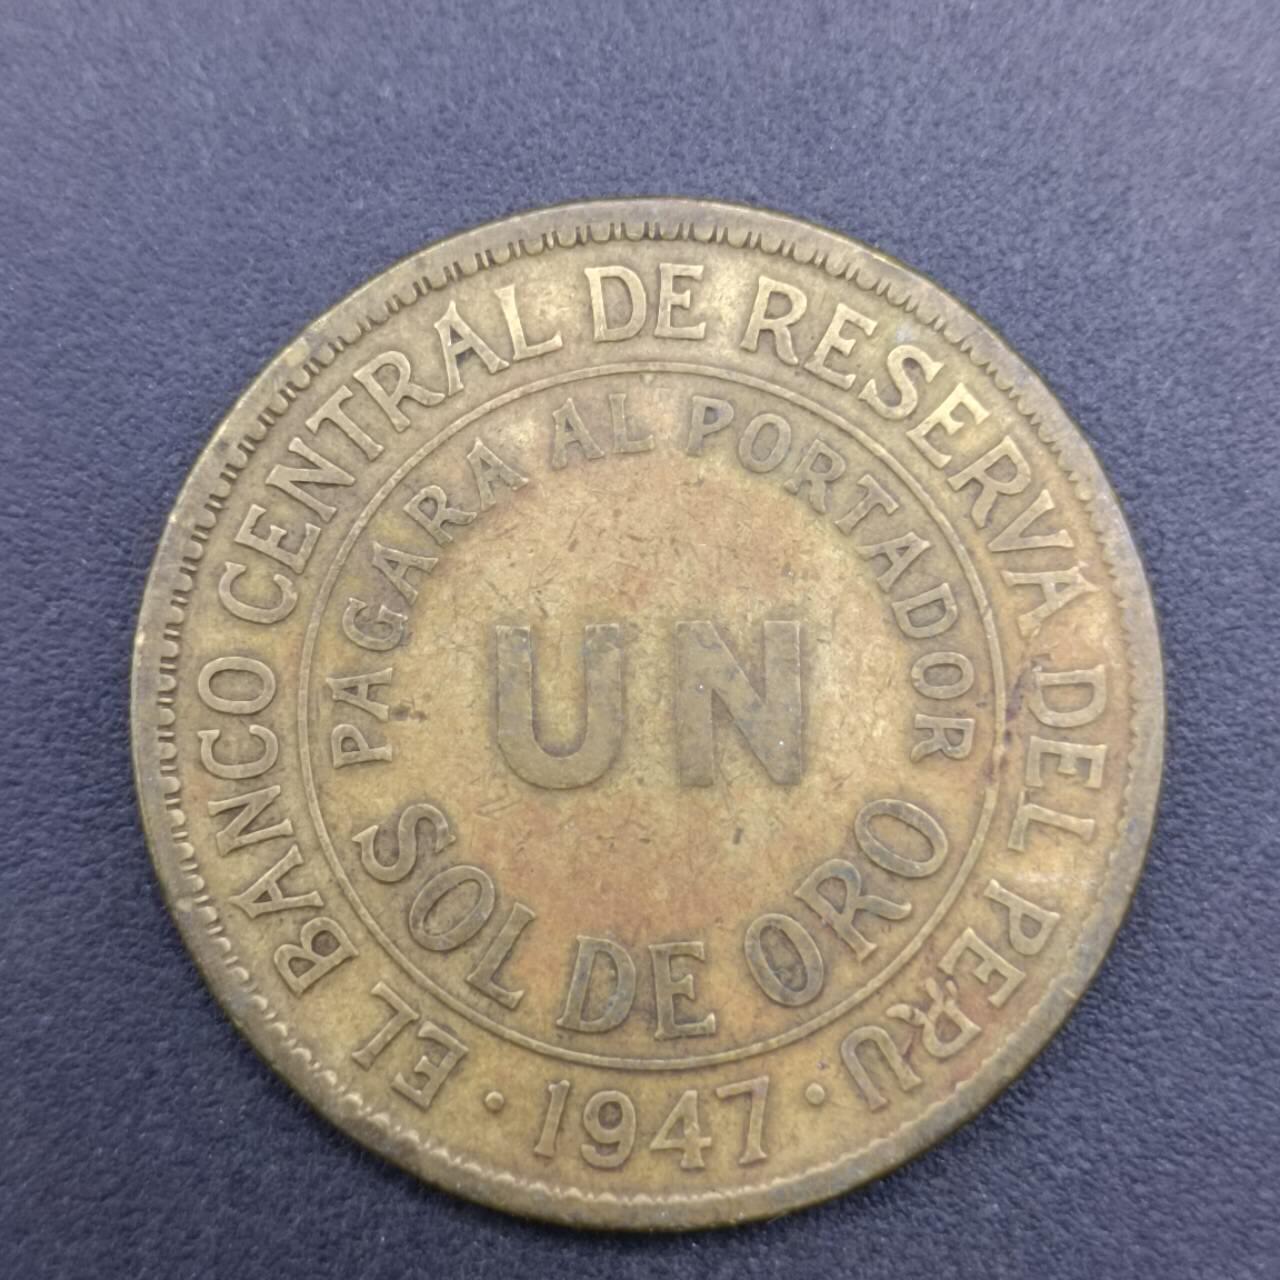 EL BANCO CENTRAL DE RESERVA DEL PERU
PAGARA AL PORTADOR
UN
SOL DE ORO
· 1947 ·